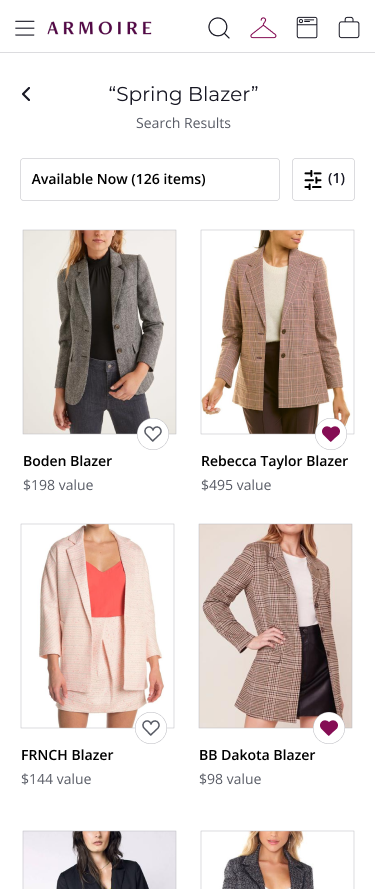 ARMOIRE
“Spring Blazer”
Search Results
Available Now (126 items)
(1)
Boden Blazer
$198 value
Rebecca Taylor Blazer
$495 value
FRNCH Blazer
$144 value
BB Dakota Blazer
$98 value